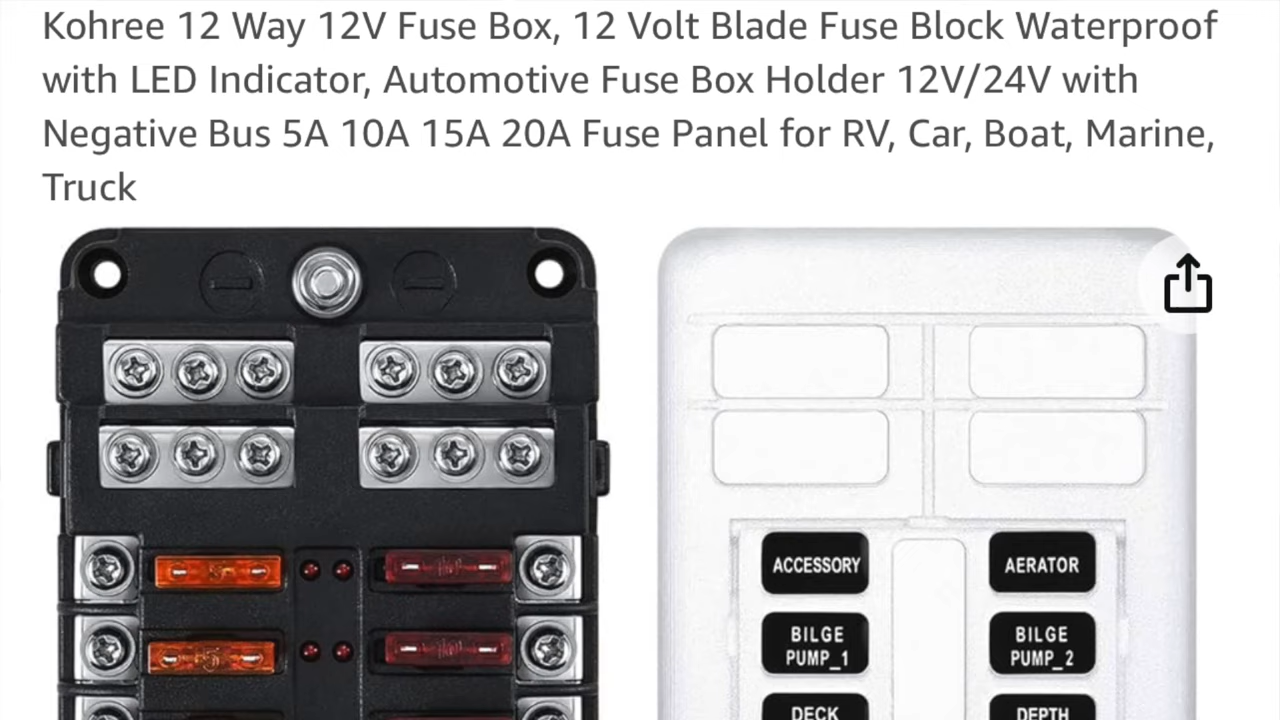 Kohree 12 Way 12V Fuse Box, 12 Volt Blade Fuse Block Waterproof
with LED Indicator, Automotive Fuse Box Holder 12V/24V with
Negative Bus 5A 10A 15A 20A Fuse Panel for RV, Car, Boat, Marine,
Truck
ACCESSORY
AERATOR
BILGE
PUMP_1
BILGE
PUMP_2
DECK
DEPTH
5